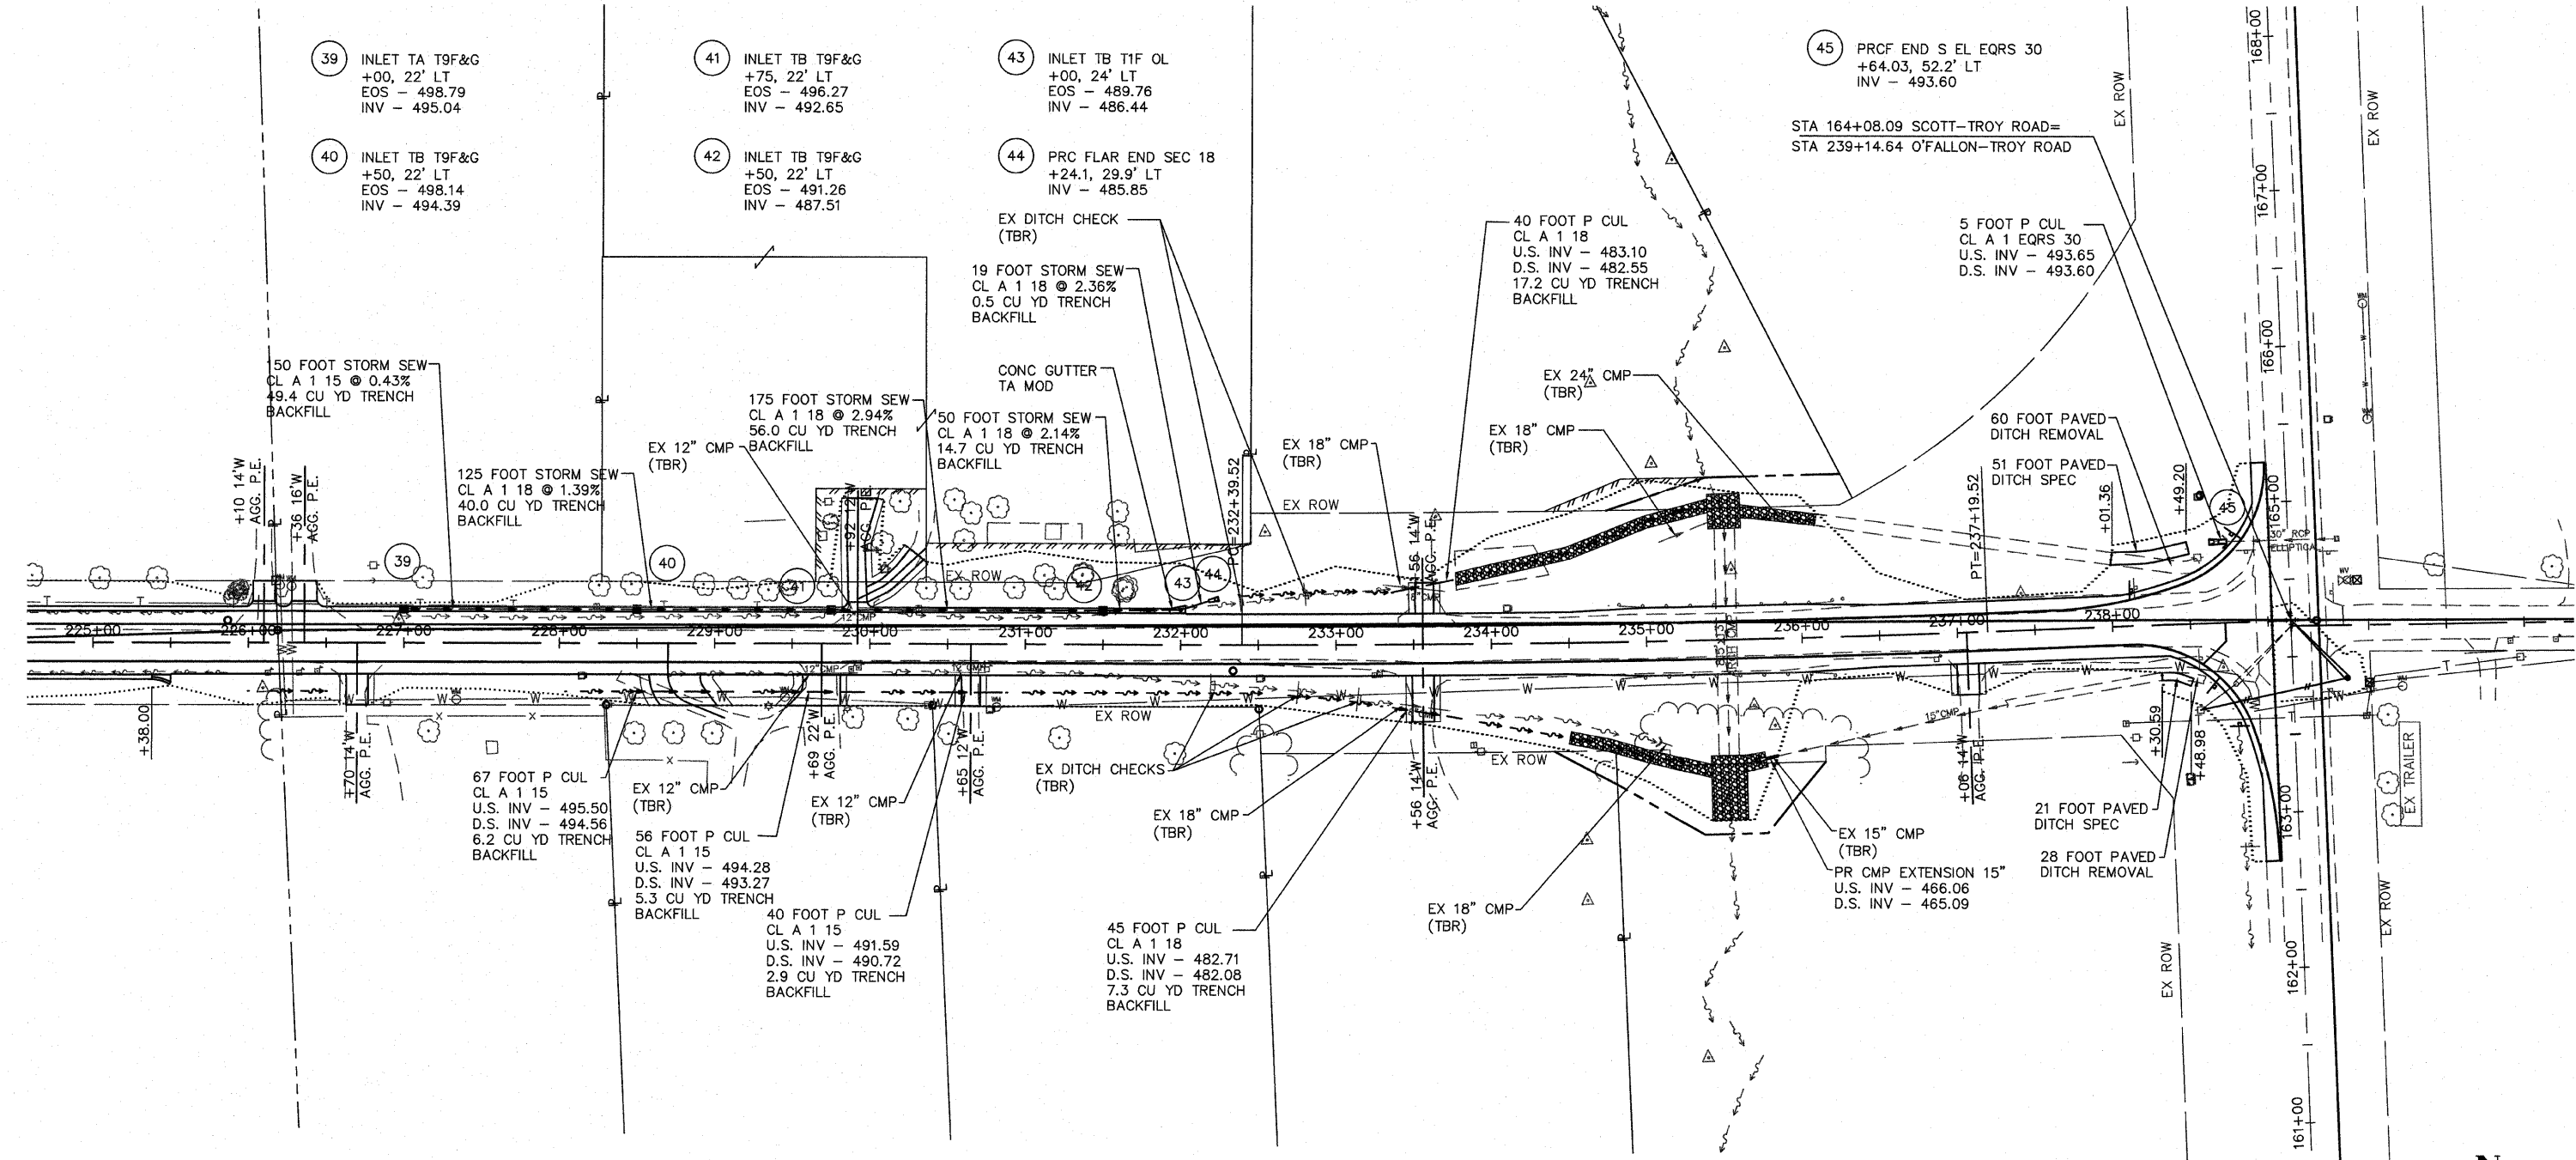 39
INLET TA T9F&G
+00, 22' LT
EOS – 498.79
INV – 495.04
40
INLET TB T9F&G
+50, 22' LT
EOS – 498.14
INV – 494.39
41
INLET TB T9F&G
+75, 22' LT
EOS – 496.27
INV – 492.65
42
INLET TB T9F&G
+50, 22' LT
EOS – 491.26
INV – 487.51
43
INLET TB T1F OL
+00, 24' LT
EOS – 489.76
INV – 486.44
44
PRC FLAR END SEC 18
+24.1, 29.9' LT
INV – 485.85
45
PRCF END S EL EQRS 30
+64.03, 52.2' LT
INV – 493.60
STA 164+08.09 SCOTT–TROY ROAD=
STA 239+14.64 O'FALLON–TROY ROAD
EX DITCH CHECK
(TBR)
19 FOOT STORM SEW
CL A 1 18 @ 2.36%
0.5 CU YD TRENCH
BACKFILL
CONC GUTTER
TA MOD
40 FOOT P CUL
CL A 1 18
U.S. INV – 483.10
D.S. INV – 482.55
17.2 CU YD TRENCH
BACKFILL
5 FOOT P CUL
CL A 1 EQRS 30
U.S. INV – 493.65
D.S. INV – 493.60
150 FOOT STORM SEW
CL A 1 15 @ 0.43%
49.4 CU YD TRENCH
BACKFILL
125 FOOT STORM SEW
CL A 1 18 @ 1.39%
40.0 CU YD TRENCH
BACKFILL
EX 12" CMP
(TBR)
175 FOOT STORM SEW
CL A 1 18 @ 2.94%
56.0 CU YD TRENCH
BACKFILL
50 FOOT STORM SEW
CL A 1 18 @ 2.14%
14.7 CU YD TRENCH
BACKFILL
EX 18" CMP
(TBR)
EX 18" CMP
(TBR)
EX 24" CMP
(TBR)
60 FOOT PAVED
DITCH REMOVAL
51 FOOT PAVED
DITCH SPEC
+10 14'W
AGG. P.E.
+36 16'W
AGG. P.E.
+92 12'W
AGG. P.E.
PC=232+39.52
+56 14'W
AGG. P.E.
PT=237+19.52
+01.36
+49.20
EX ROW
EX ROW
EX ROW
EX ROW
39
40
41
42
43
44
45
30" RCP
ELLIPTICAL
168+00
167+00
166+00
165+00
163+00
162+00
161+00
225+00
226+00
227+00
228+00
229+00
230+00
231+00
232+00
233+00
234+00
235+00
236+00
237+00
238+00
12" CMP
12" CMP
12" CMP
15" CMP
+38.00
+70 14'W
AGG. P.E.
+69 22'W
AGG. P.E.
+65 12'W
AGG. P.E.
+56 14'W
AGG. P.E.
+06 14'W
AGG. P.E.
+30.59
+48.98
EX ROW
EX ROW
EX ROW
EX ROW
EX TRAILER
67 FOOT P CUL
CL A 1 15
U.S. INV – 495.50
D.S. INV – 494.56
6.2 CU YD TRENCH
BACKFILL
EX 12" CMP
(TBR)
56 FOOT P CUL
CL A 1 15
U.S. INV – 494.28
D.S. INV – 493.27
5.3 CU YD TRENCH
BACKFILL
EX 12" CMP
(TBR)
40 FOOT P CUL
CL A 1 15
U.S. INV – 491.59
D.S. INV – 490.72
2.9 CU YD TRENCH
BACKFILL
EX DITCH CHECKS
(TBR)
EX 18" CMP
(TBR)
45 FOOT P CUL
CL A 1 18
U.S. INV – 482.71
D.S. INV – 482.08
7.3 CU YD TRENCH
BACKFILL
EX 18" CMP
(TBR)
EX 15" CMP
(TBR)
PR CMP EXTENSION 15"
U.S. INV – 466.06
D.S. INV – 465.09
21 FOOT PAVED
DITCH SPEC
28 FOOT PAVED
DITCH REMOVAL